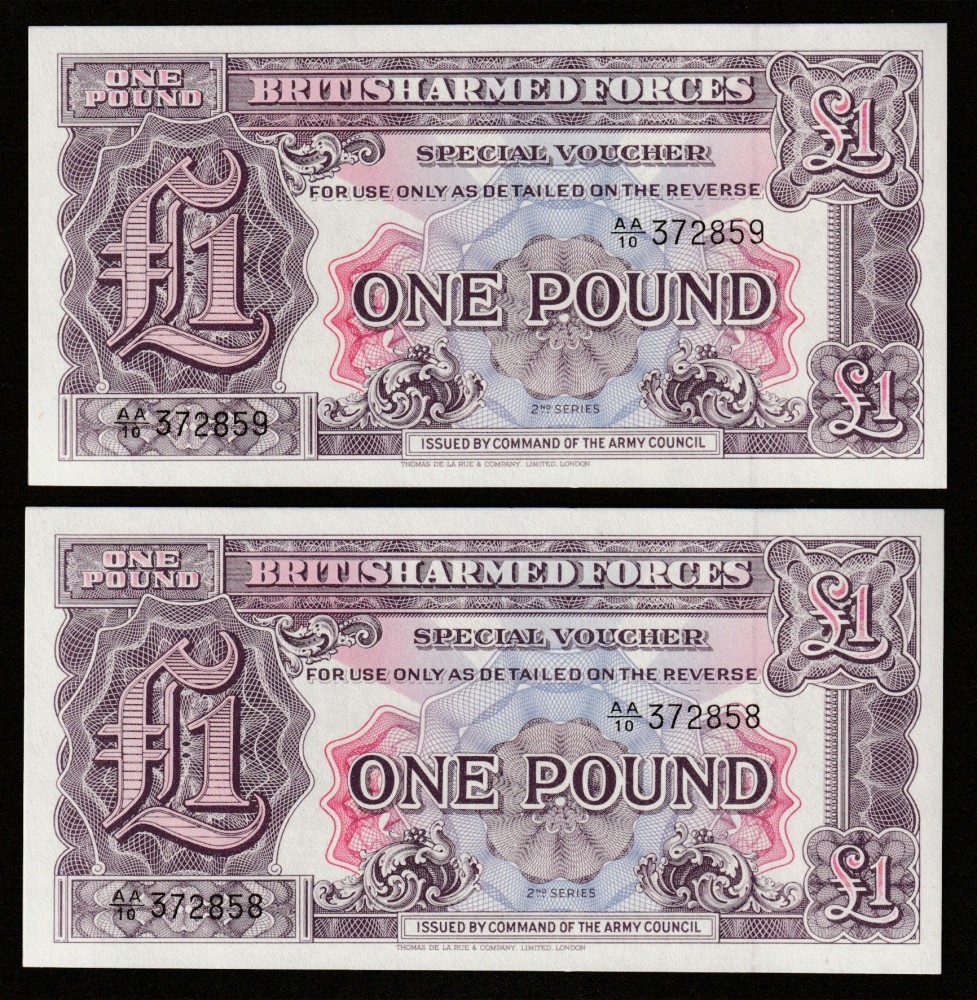 ONE
POUND
BRITISH ARMED FORCES
£1
SPECIAL VOUCHER
FOR USE ONLY AS DETAILED ON THE REVERSE
AA/10 372859
£1
ONE POUND
£1
2ND SERIES
AA/10 372859
ISSUED BY COMMAND OF THE ARMY COUNCIL
THOMAS DE LA RUE & COMPANY, LIMITED, LONDON
ONE
POUND
BRITISH ARMED FORCES
£1
SPECIAL VOUCHER
FOR USE ONLY AS DETAILED ON THE REVERSE
AA/10 372858
£1
ONE POUND
£1
2ND SERIES
AA/10 372858
ISSUED BY COMMAND OF THE ARMY COUNCIL
THOMAS DE LA RUE & COMPANY, LIMITED, LONDON